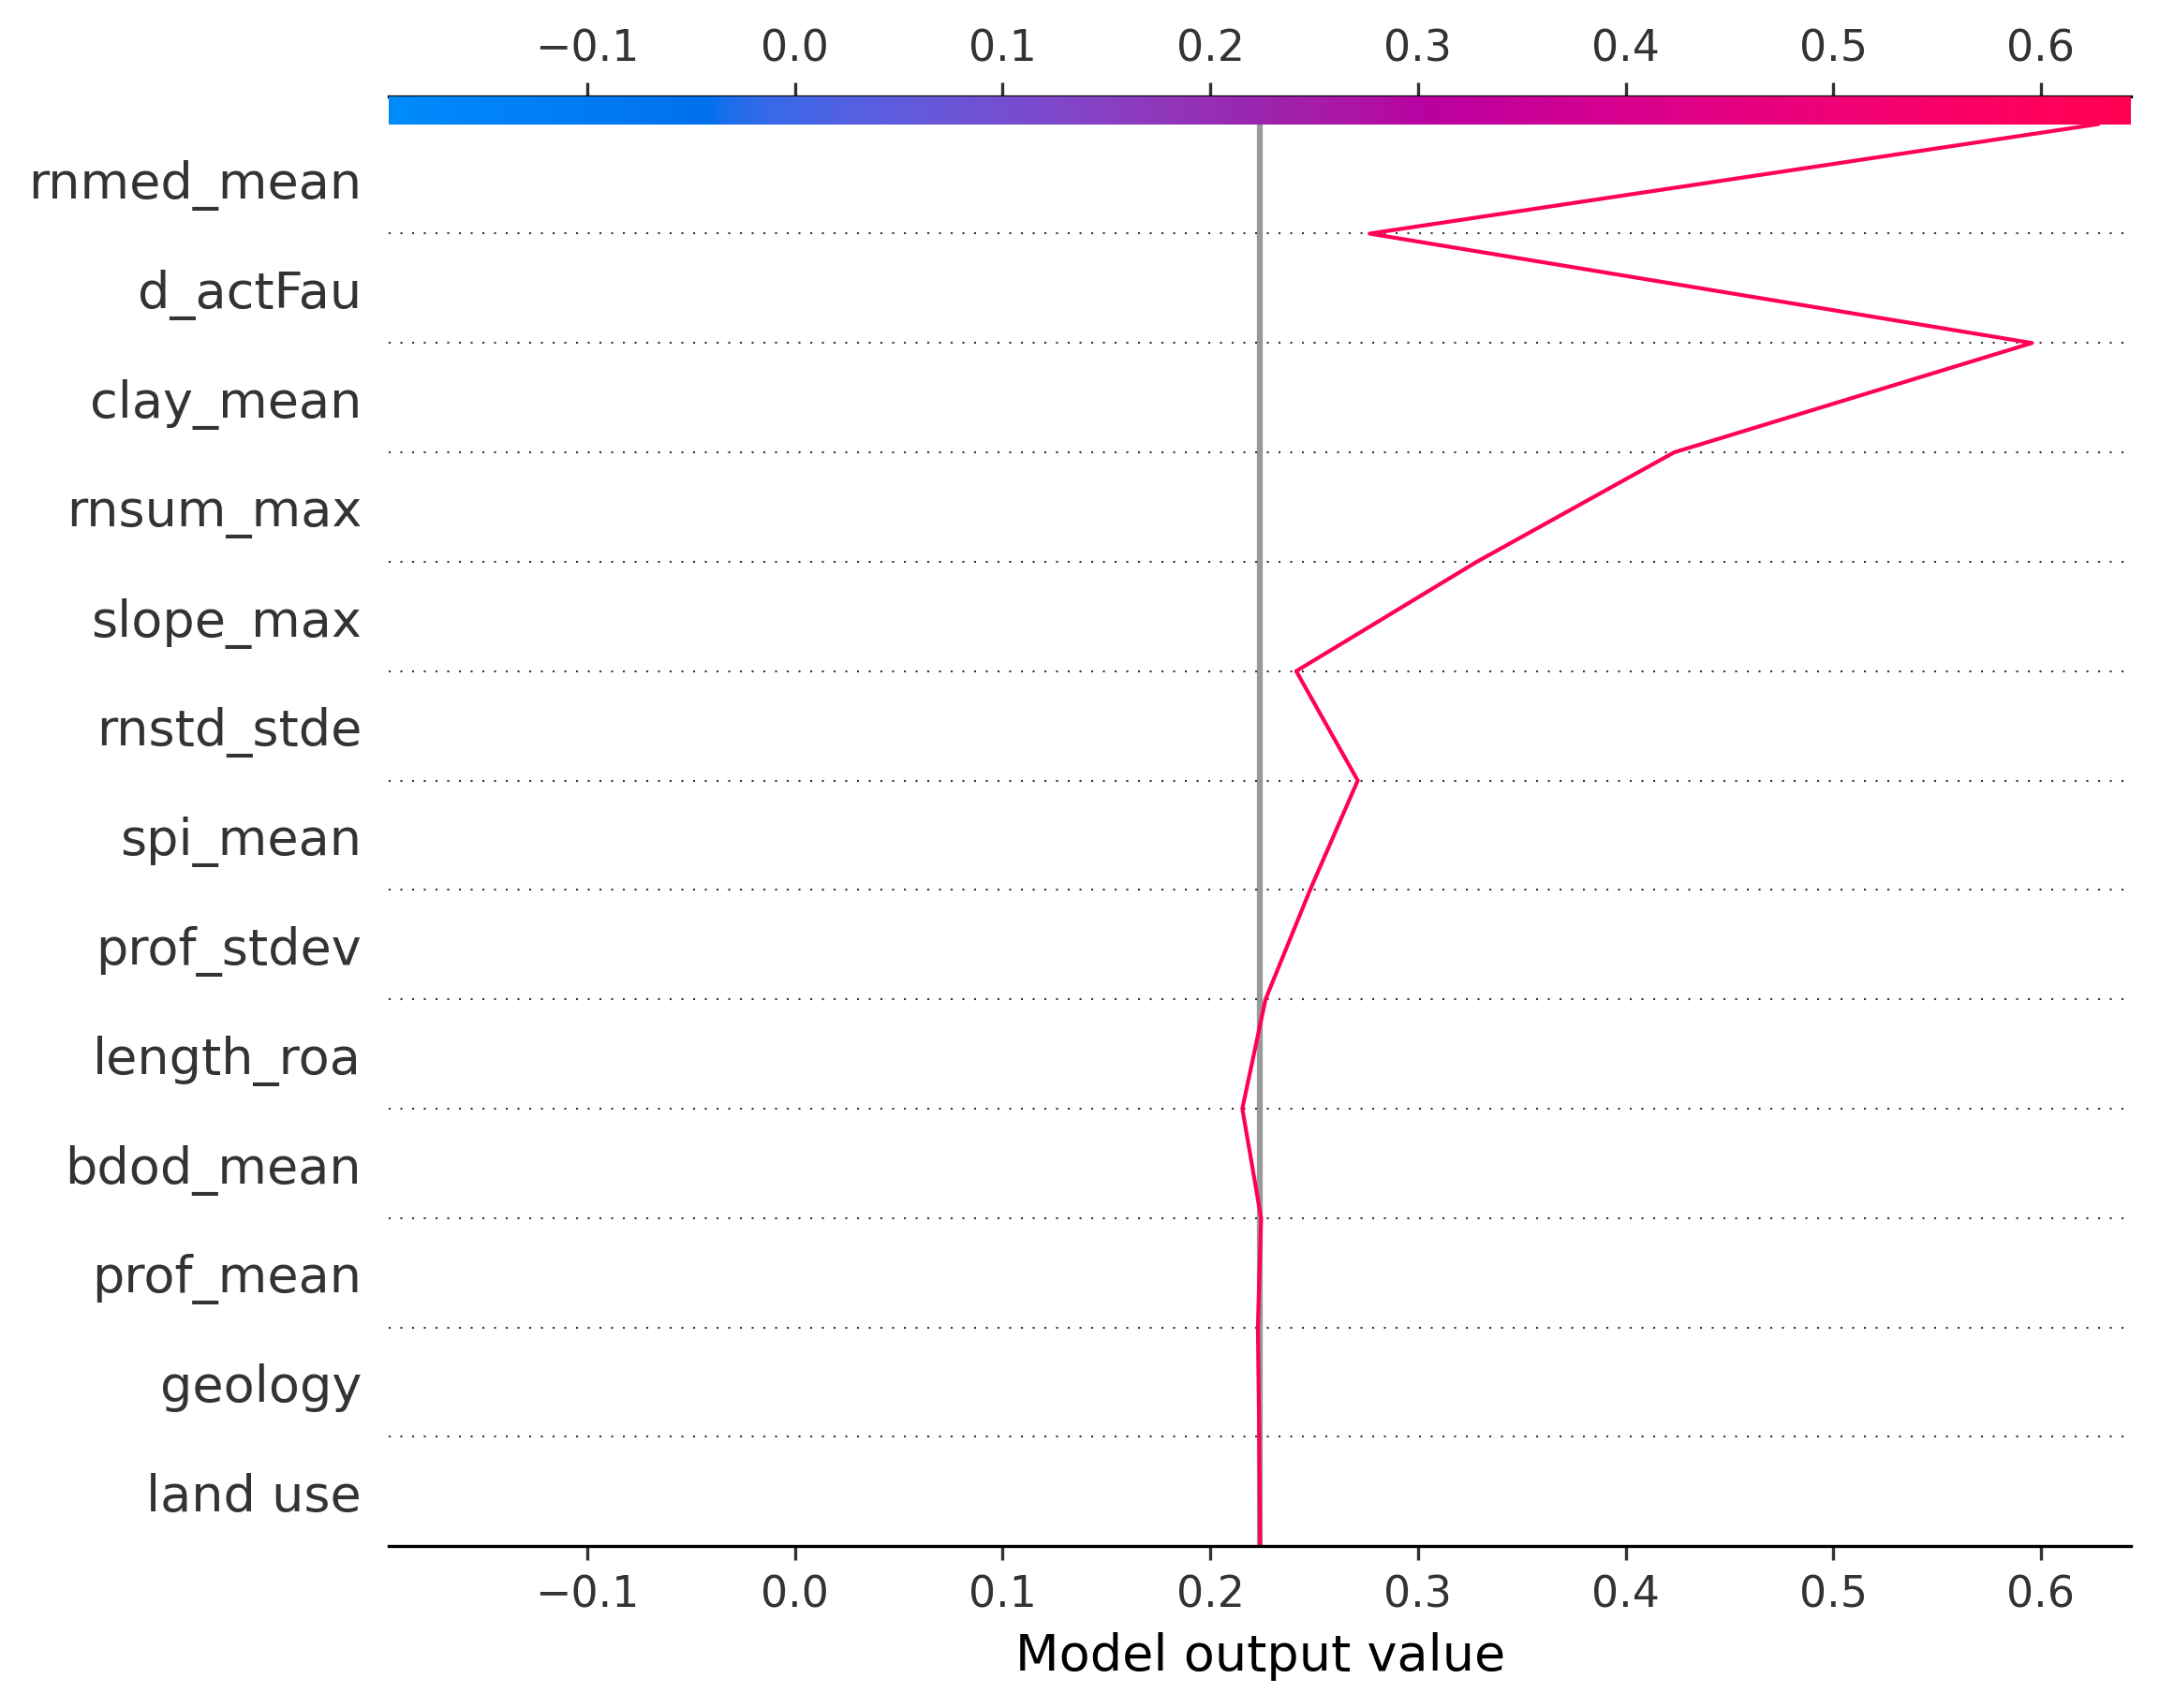 −0.1 0.0 0.1 0.2 0.3 0.4 0.5 0.6
rnmed_mean
d_actFau
clay_mean
rnsum_max
slope_max
rnstd_stde
spi_mean
prof_stdev
length_roa
bdod_mean
prof_mean
geology
land use
−0.1 0.0 0.1 0.2 0.3 0.4 0.5 0.6
Model output value